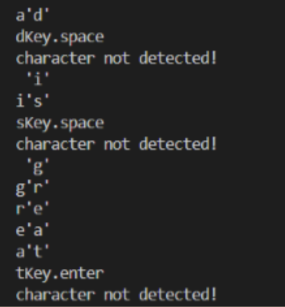 a'd'
dKey.space
character not detected!
 'i'
i's'
sKey.space
character not detected!
 'g'
g'r'
r'e'
e'a'
a't'
tKey.enter
character not detected!